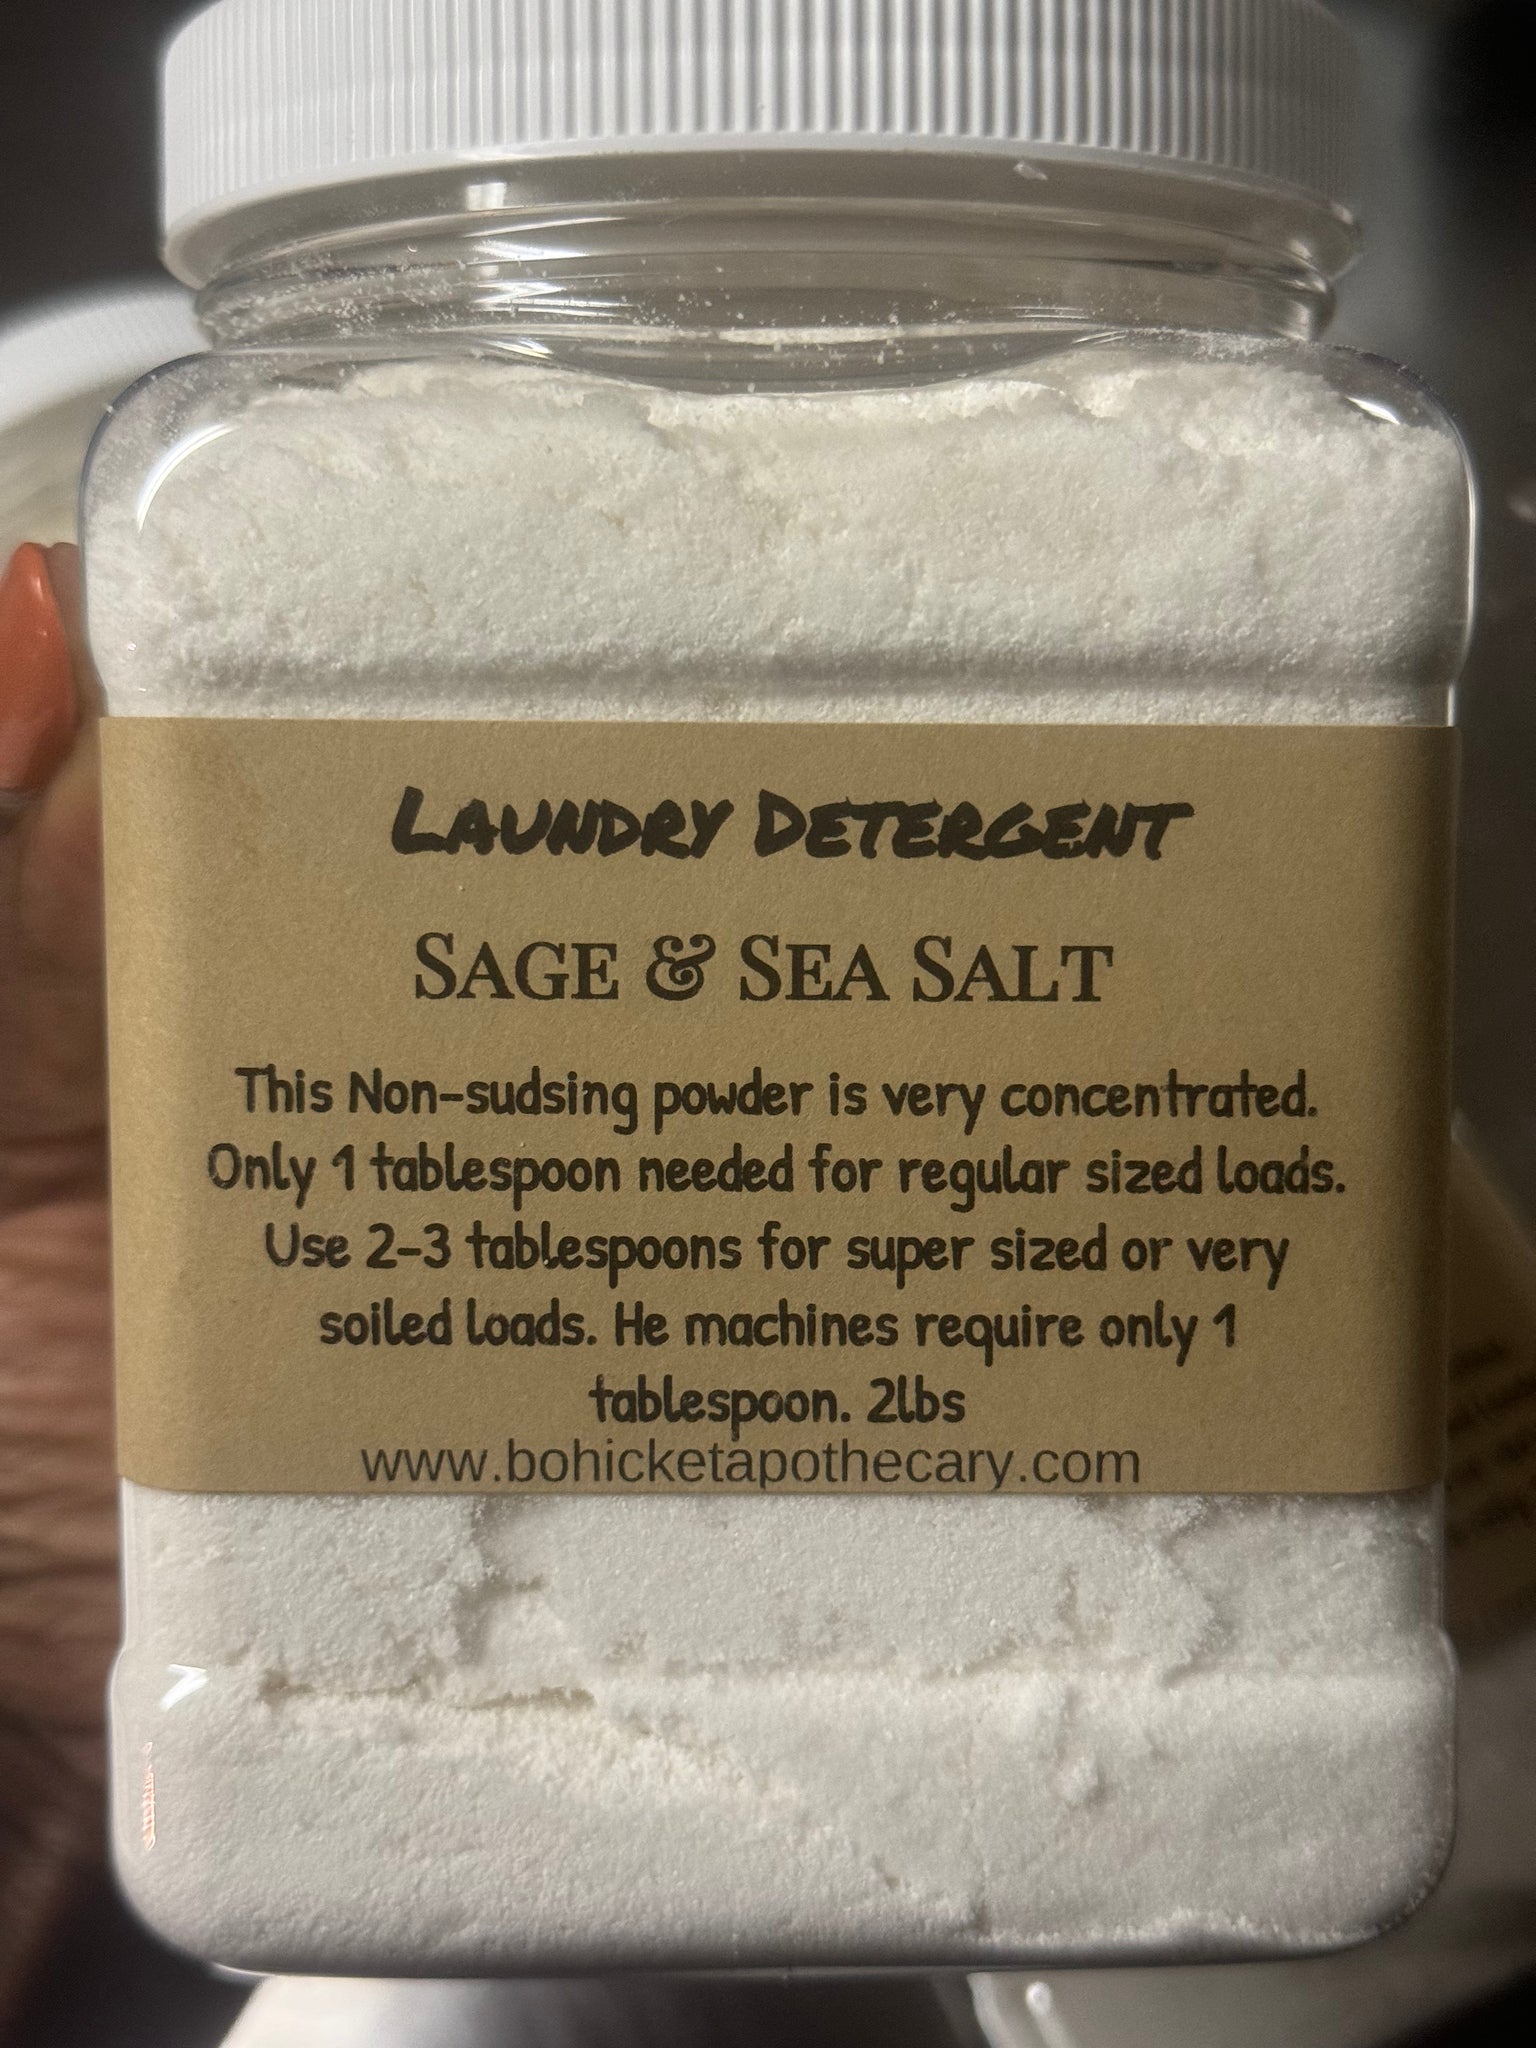 Laundry Detergent
Sage & Sea Salt
This Non-sudsing powder is very concentrated.
Only 1 tablespoon needed for regular sized loads.
Use 2-3 tablespoons for super sized or very
soiled loads. He machines require only 1
tablespoon. 2lbs
www.bohicketapothecary.com